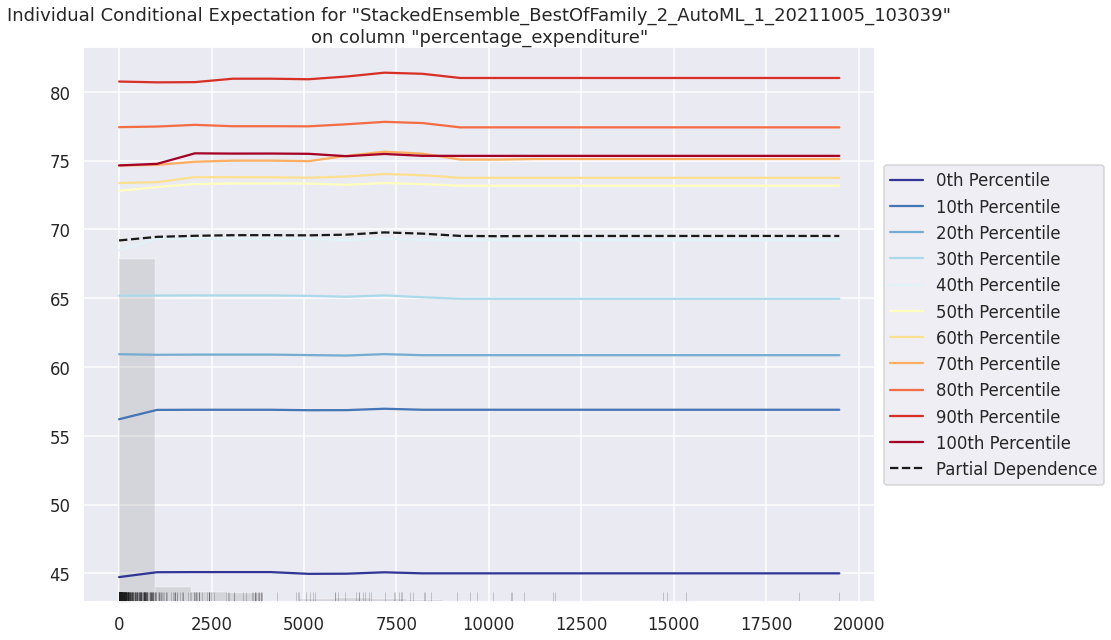 Individual Conditional Expectation for "StackedEnsemble_BestOfFamily_2_AutoML_1_20211005_103039"
on column "percentage_expenditure"
80
75
70
65
60
55
50
45
0
2500
5000
7500
10000
12500
15000
17500
20000
0th Percentile
10th Percentile
20th Percentile
30th Percentile
40th Percentile
50th Percentile
60th Percentile
70th Percentile
80th Percentile
90th Percentile
100th Percentile
Partial Dependence